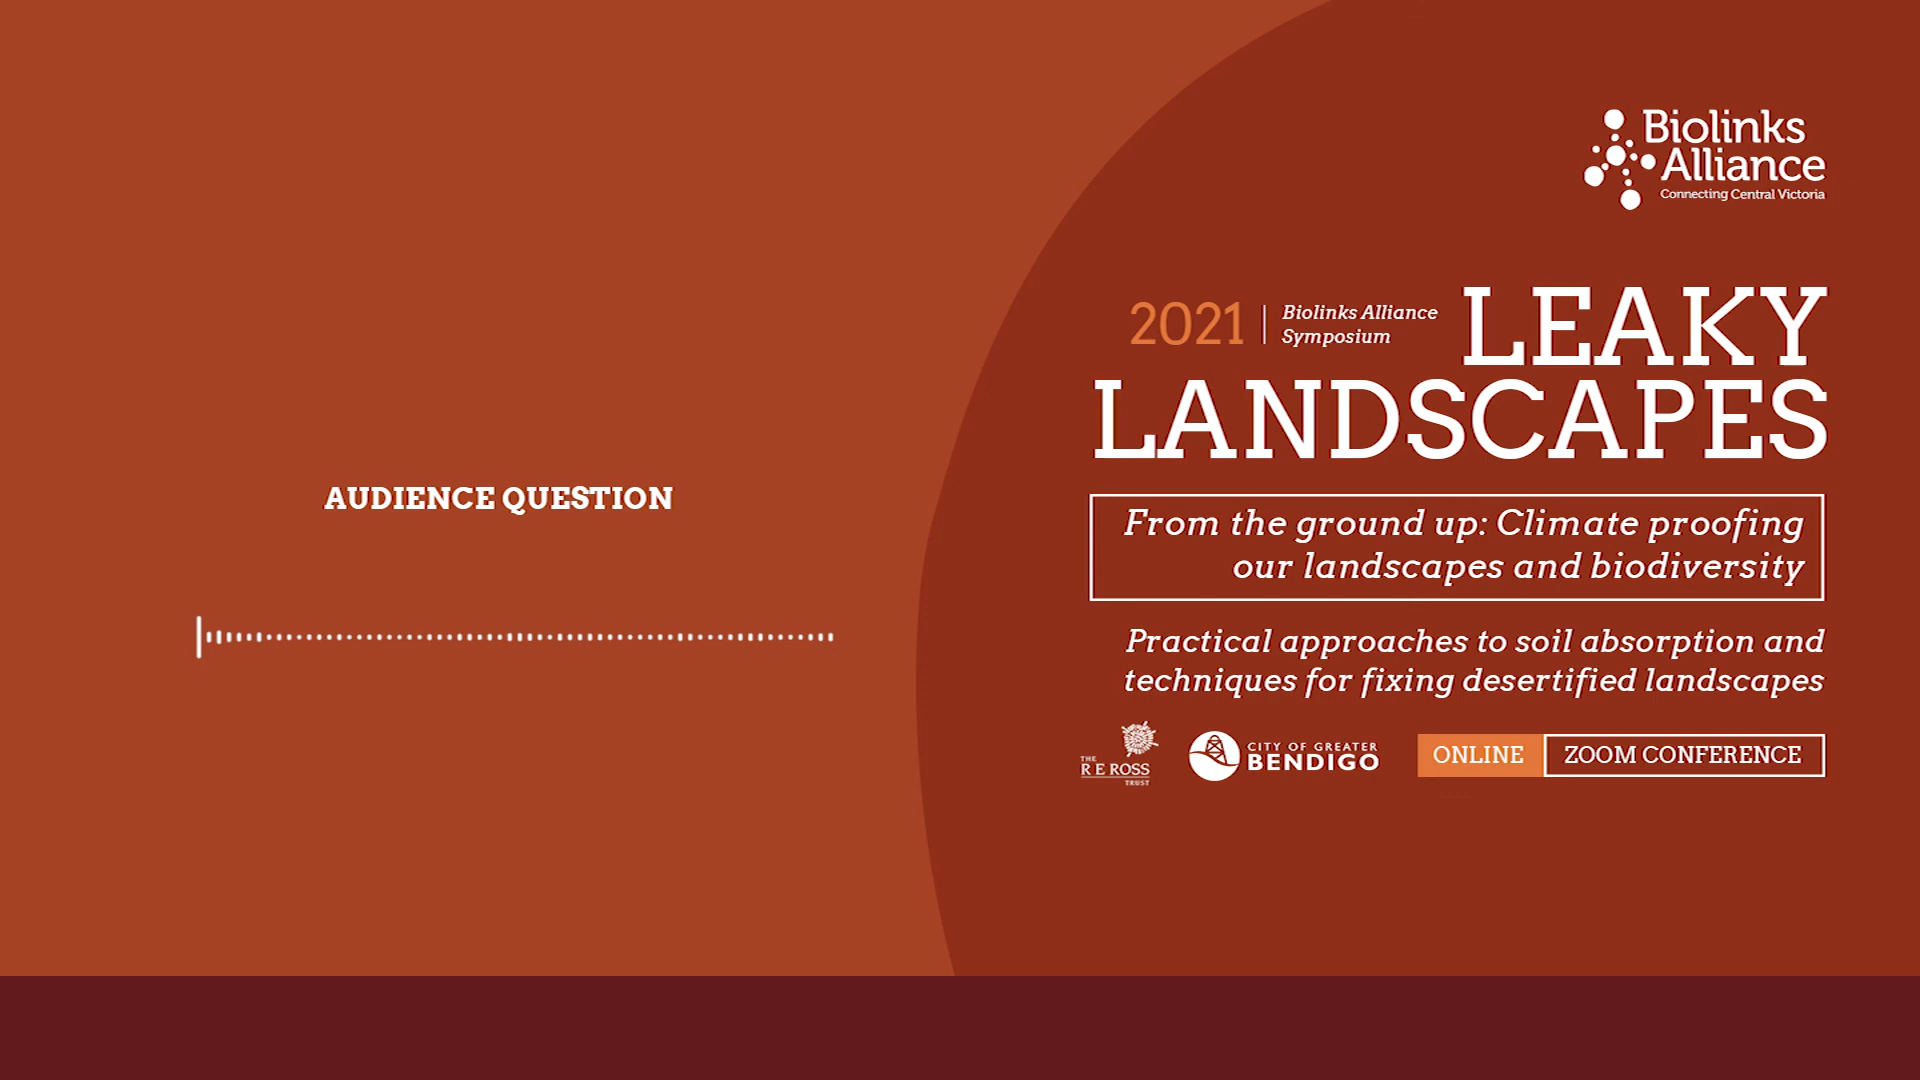 AUDIENCE QUESTION
Biolinks
Alliance
Connecting Central Victoria
2021
Biolinks Alliance
Symposium
LEAKY
LANDSCAPES
From the ground up: Climate proofing
our landscapes and biodiversity
Practical approaches to soil absorption and
techniques for fixing desertified landscapes
THE
R E ROSS
TRUST
CITY OF GREATER
BENDIGO
ONLINE
ZOOM CONFERENCE